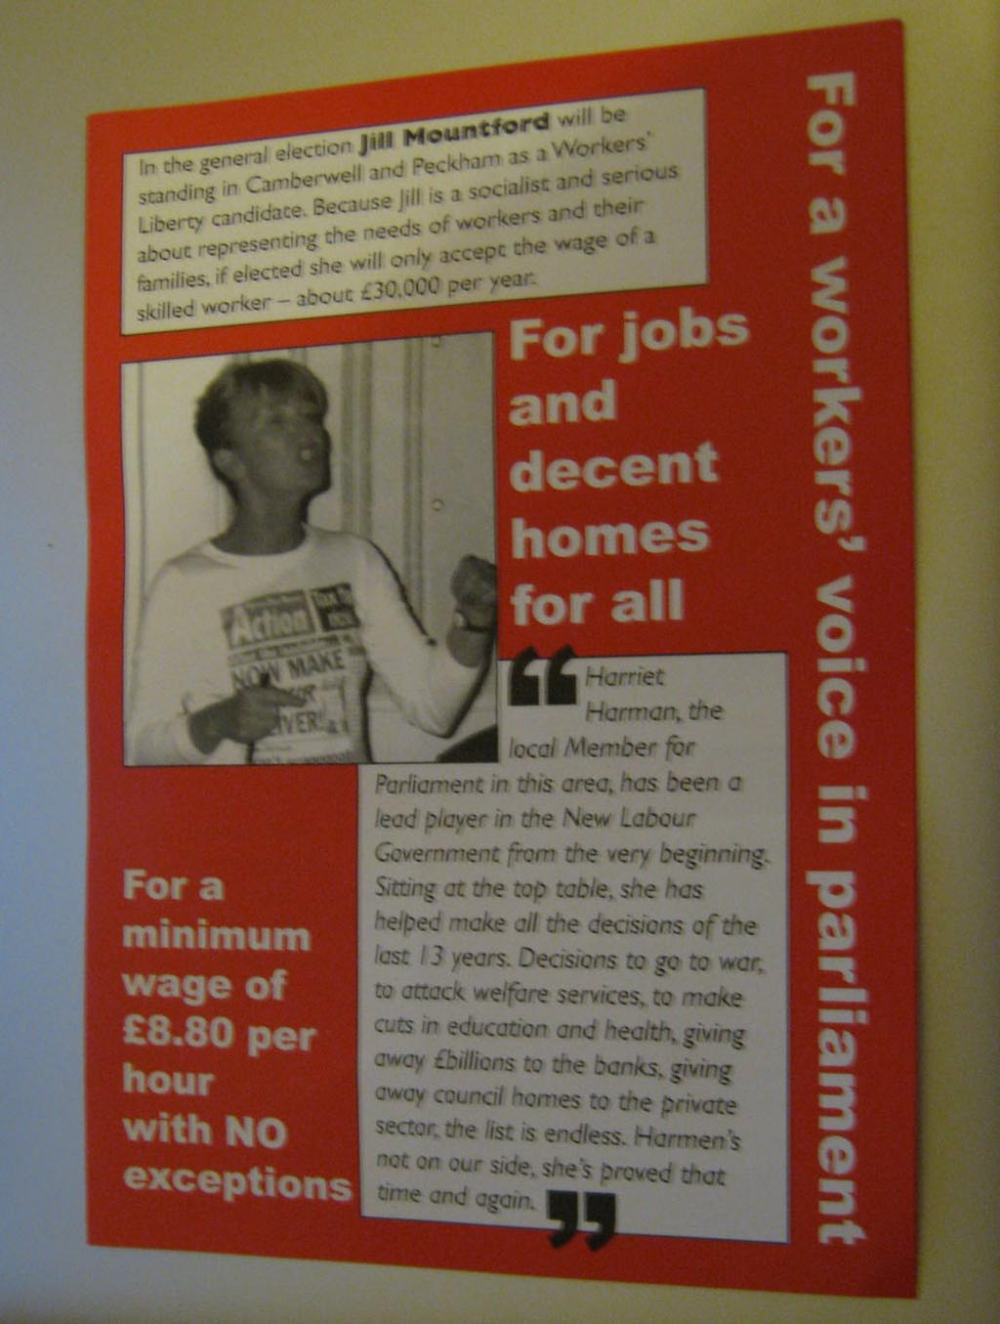 In the general election Jill Mountford will be
standing in Camberwell and Peckham as a Workers'
Liberty candidate. Because Jill is a socialist and serious
about representing the needs of workers and their
families, if elected she will only accept the wage of a
skilled worker – about £30,000 per year.
For jobs
and
decent
homes
for all
Action
NOW MAKE
“ Harriet
Harman, the
local Member for
Parliament in this area, has been a
lead player in the New Labour
Government from the very beginning.
Sitting at the top table, she has
helped make all the decisions of the
last 13 years. Decisions to go to war,
to attack welfare services, to make
cuts in education and health, giving
away £billions to the banks, giving
away council homes to the private
sector, the list is endless. Harmen's
not on our side, she's proved that
time and again. ”
For a
minimum
wage of
£8.80 per
hour
with NO
exceptions
For a workers' voice in parliament